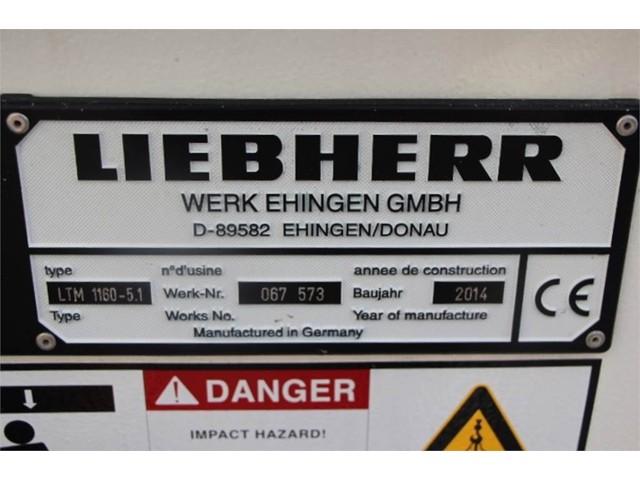 LIEBHERR
WERK EHINGEN GMBH
D-89582 EHINGEN/DONAU
type n°d'usine annee de construction
LTM 1160-5.1 Werk-Nr. 067 573 Baujahr 2014
Type Works No. Year of manufacture
Manufactured in Germany
CE
DANGER
IMPACT HAZARD!